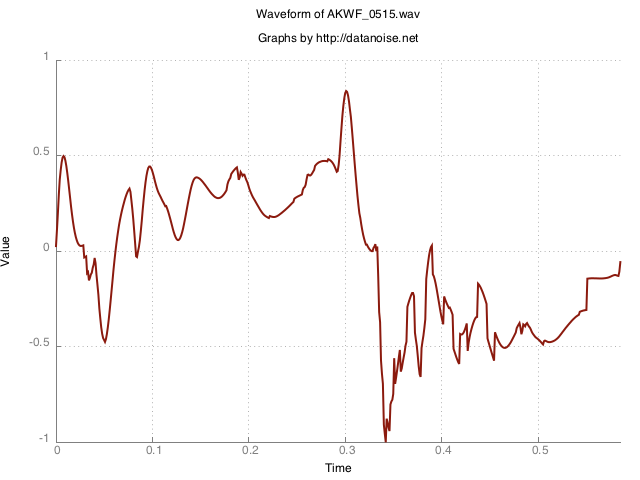 Waveform of AKWF_0515.wav
Graphs by http://datanoise.net
1
0.5
0
-0.5
-1
Value
0 0.1 0.2 0.3 0.4 0.5
Time